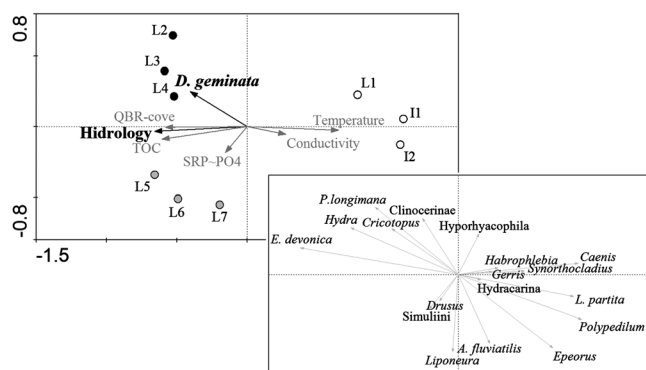 0.8
L2
L3
L4
D. geminata
L1
QBR-cove
Temperature
I1
Hidrology
TOC
Conductivity
I2
SRP~PO4
L5
L6
L7
-0.8
-1.5
P.longimana
Clinocerinae
Hydra
Cricotopus
Hyporhyacophila
E. devonica
Habrophlebia
Caenis
Gerris
Synorthocladius
Hydracarina
L. partita
Drusus
Simuliini
Polypedilum
A. fluviatilis
Liponeura
Epeorus